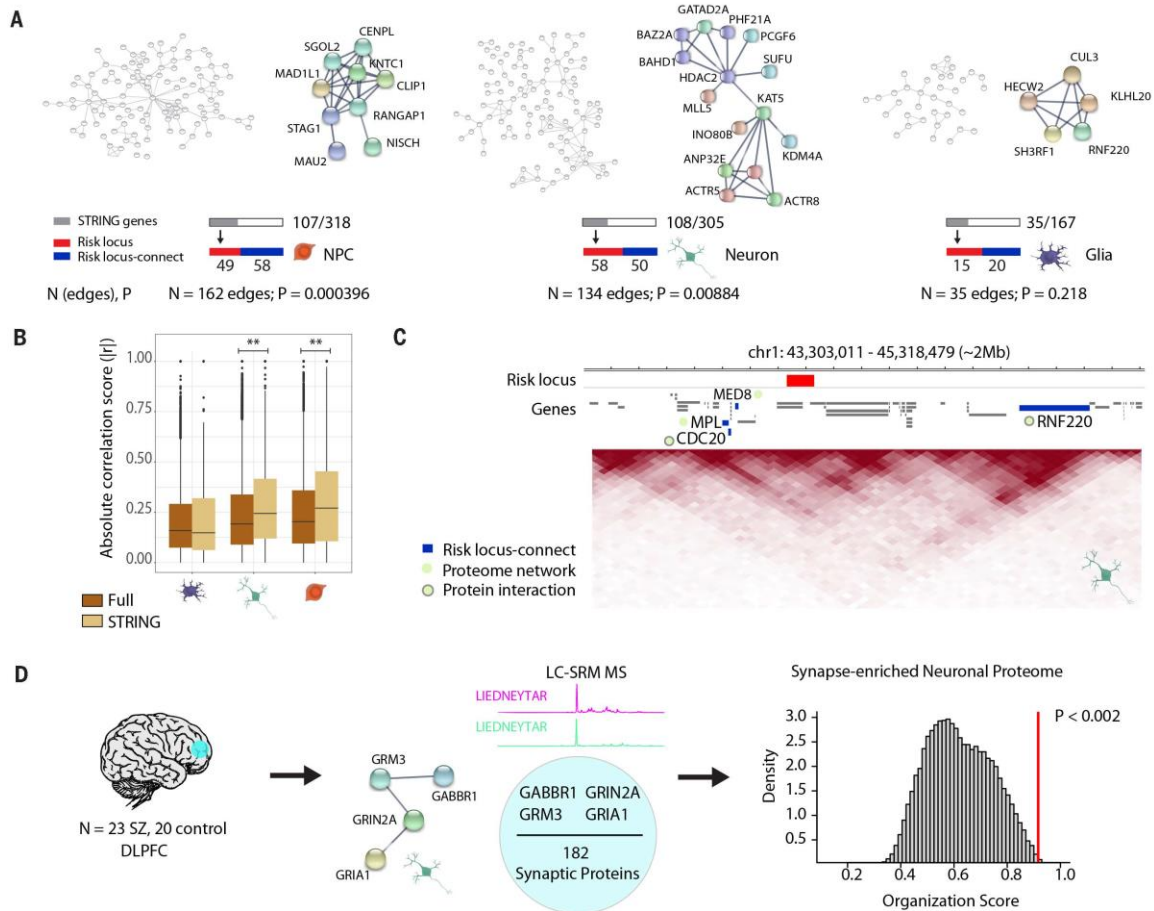 A
CENPL
SGOL2
KNTC1
MAD1L1
CLIP1
RANGAP1
STAG1
NISCH
MAU2
GATAD2A
PHF21A
BAZ2A
PCGF6
BAHD1
SUFU
HDAC2
MLL5
KAT5
INO80B
KDM4A
ANP32E
ACTR5
ACTR8
CUL3
HECW2
KLHL20
SH3RF1
RNF220
STRING genes
Risk locus
Risk locus-connect
107/318
49 58
NPC
108/305
58 50
Neuron
35/167
15 20
Glia
N (edges), P
N = 162 edges; P = 0.000396
N = 134 edges; P = 0.00884
N = 35 edges; P = 0.218
B
Absolute correlation score (|r|)
1.00
0.75
0.50
0.25
0.00
**
**
Full
STRING
C
chr1: 43,303,011 - 45,318,479 (~2Mb)
Risk locus
Genes
MED8
MPL
CDC20
RNF220
Risk locus-connect
Proteome network
Protein interaction
D
N = 23 SZ, 20 control
DLPFC
GRM3
GABBR1
GRIN2A
GRIA1
LC-SRM MS
LIEDNEYTAR
LIEDNEYTAR
GABBR1 GRIN2A
GRM3 GRIA1
182
Synaptic Proteins
Synapse-enriched Neuronal Proteome
P < 0.002
Density
3.0
2.5
2.0
1.5
1.0
0.5
0.2 0.4 0.6 0.8 1.0
Organization Score